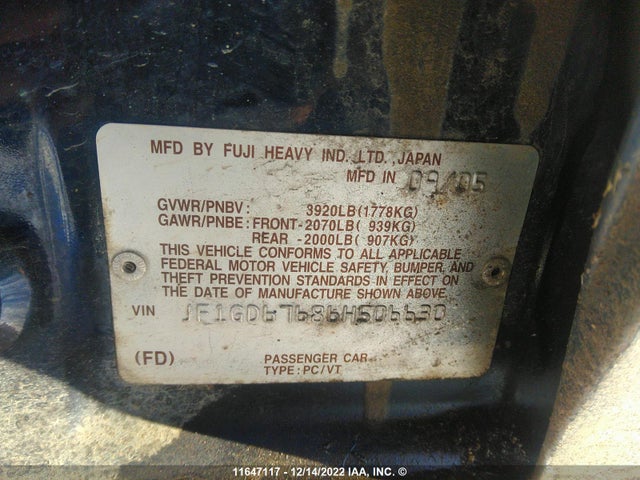 MFD BY FUJI HEAVY IND. LTD., JAPAN
MFD IN 09/05
GVWR/PNBV: 3920LB(1778KG)
GAWR/PNBE: FRONT-2070LB( 939KG)
REAR -2000LB( 907KG)
THIS VEHICLE CONFORMS TO ALL APPLICABLE
FEDERAL MOTOR VEHICLE SAFETY, BUMPER, AND
THEFT PREVENTION STANDARDS IN EFFECT ON
THE DATE OF MANUFACTURE SHOWN ABOVE.
VIN JF1GD67686H506630
(FD) PASSENGER CAR
TYPE: PC/VT
11647117 - 12/14/2022 IAA, INC. ©